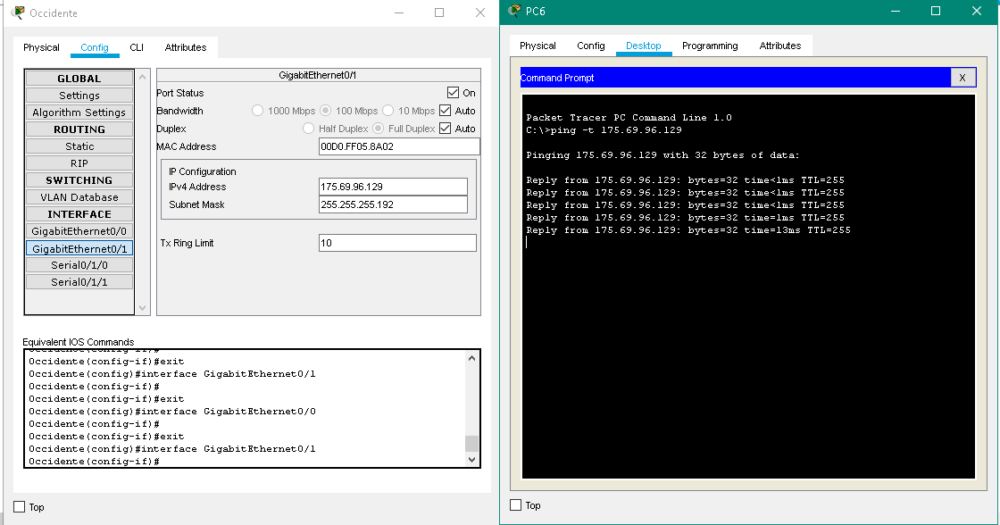 Occidente
Physical Config CLI Attributes
GLOBAL
Settings
Algorithm Settings
ROUTING
Static
RIP
SWITCHING
VLAN Database
INTERFACE
GigabitEthernet0/0
GigabitEthernet0/1
Serial0/1/0
Serial0/1/1
GigabitEthernet0/1
Port Status On
Bandwidth 1000 Mbps 100 Mbps 10 Mbps Auto
Duplex Half Duplex Full Duplex Auto
MAC Address 00D0.FF05.8A02
IP Configuration
IPv4 Address 175.69.96.129
Subnet Mask 255.255.255.192
Tx Ring Limit 10
Equivalent IOS Commands
Occidente(config-if)#
Occidente(config-if)#exit
Occidente(config)#interface GigabitEthernet0/1
Occidente(config-if)#
Occidente(config-if)#exit
Occidente(config)#interface GigabitEthernet0/0
Occidente(config-if)#
Occidente(config-if)#exit
Occidente(config)#interface GigabitEthernet0/1
Occidente(config-if)#
Top
PC6
Physical Config Desktop Programming Attributes
Command Prompt X
Packet Tracer PC Command Line 1.0
C:\>ping -t 175.69.96.129
Pinging 175.69.96.129 with 32 bytes of data:
Reply from 175.69.96.129: bytes=32 time<1ms TTL=255
Reply from 175.69.96.129: bytes=32 time<1ms TTL=255
Reply from 175.69.96.129: bytes=32 time<1ms TTL=255
Reply from 175.69.96.129: bytes=32 time=1ms TTL=255
Reply from 175.69.96.129: bytes=32 time=13ms TTL=255
Top